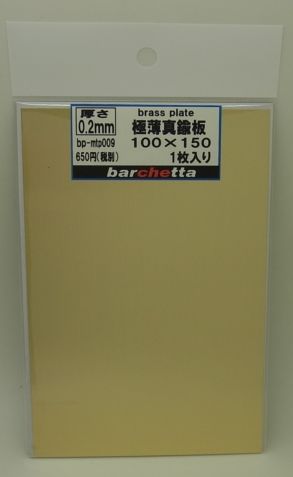 厚さ
0.2mm
bp-mtp009
650円(税別)
brass plate
極薄真鍮板
100×150
1枚入り
barchetta